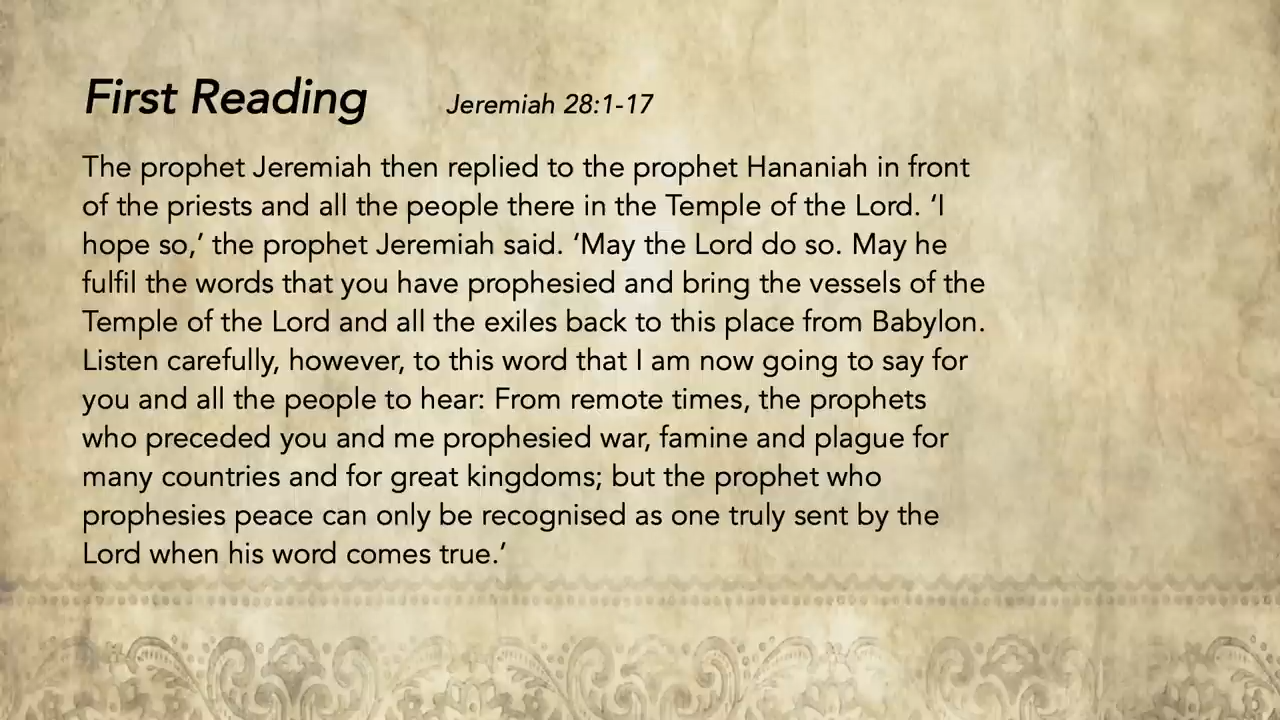 First Reading Jeremiah 28:1-17
The prophet Jeremiah then replied to the prophet Hananiah in front
of the priests and all the people there in the Temple of the Lord. ‘I
hope so,’ the prophet Jeremiah said. ‘May the Lord do so. May he
fulfil the words that you have prophesied and bring the vessels of the
Temple of the Lord and all the exiles back to this place from Babylon.
Listen carefully, however, to this word that I am now going to say for
you and all the people to hear: From remote times, the prophets
who preceded you and me prophesied war, famine and plague for
many countries and for great kingdoms; but the prophet who
prophesies peace can only be recognised as one truly sent by the
Lord when his word comes true.’